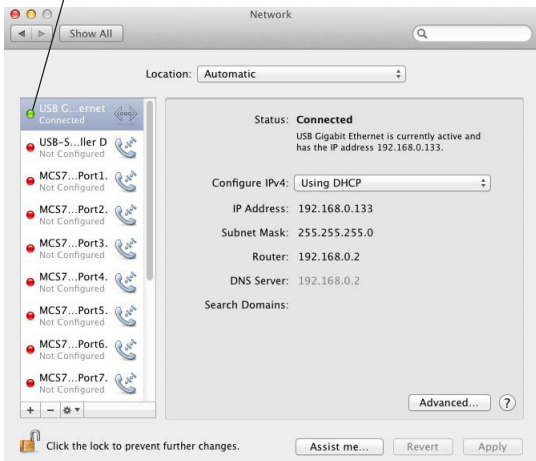 Network
Show All
Location: Automatic
USB G...ernet
Connected
USB-S...ller D
Not Configured
MCS7...Port1.
Not Configured
MCS7...Port2.
Not Configured
MCS7...Port3.
Not Configured
MCS7...Port4.
Not Configured
MCS7...Port5.
Not Configured
MCS7...Port6.
Not Configured
MCS7...Port7.
Not Configured
Status: Connected
USB Gigabit Ethernet is currently active and
has the IP address 192.168.0.133.
Configure IPv4: Using DHCP
IP Address: 192.168.0.133
Subnet Mask: 255.255.255.0
Router: 192.168.0.2
DNS Server: 192.168.0.2
Search Domains:
Advanced... ?
+ −
Click the lock to prevent further changes.
Assist me... Revert Apply